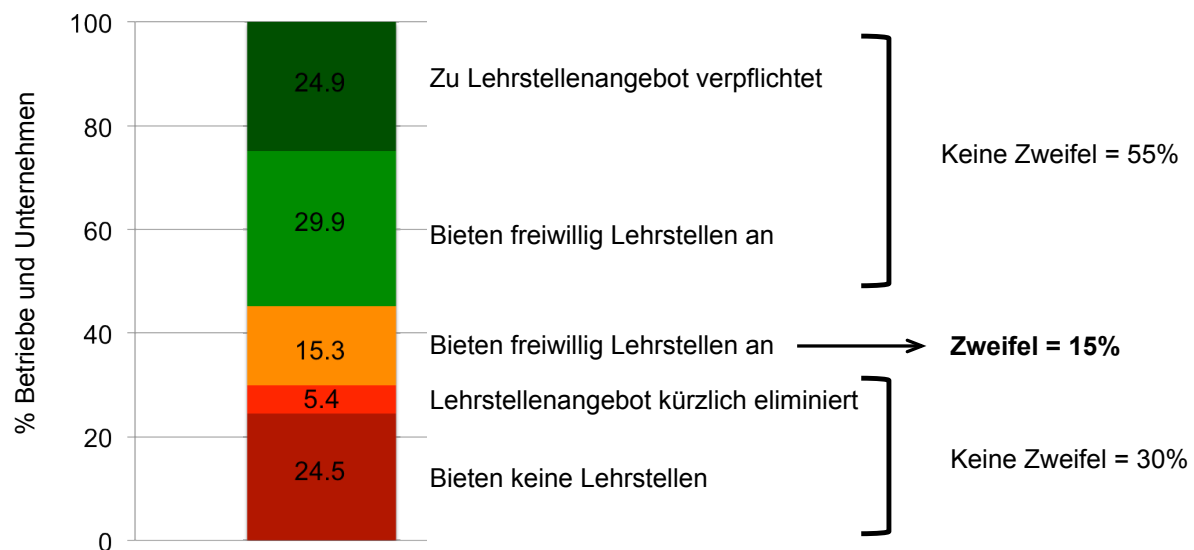 % Betriebe und Unternehmen
100
80
60
40
20
0
24.9
29.9
15.3
5.4
24.5
Zu Lehrstellenangebot verpflichtet
Bieten freiwillig Lehrstellen an
Bieten freiwillig Lehrstellen an
Lehrstellenangebot kürzlich eliminiert
Bieten keine Lehrstellen
Keine Zweifel = 55%
Zweifel = 15%
Keine Zweifel = 30%